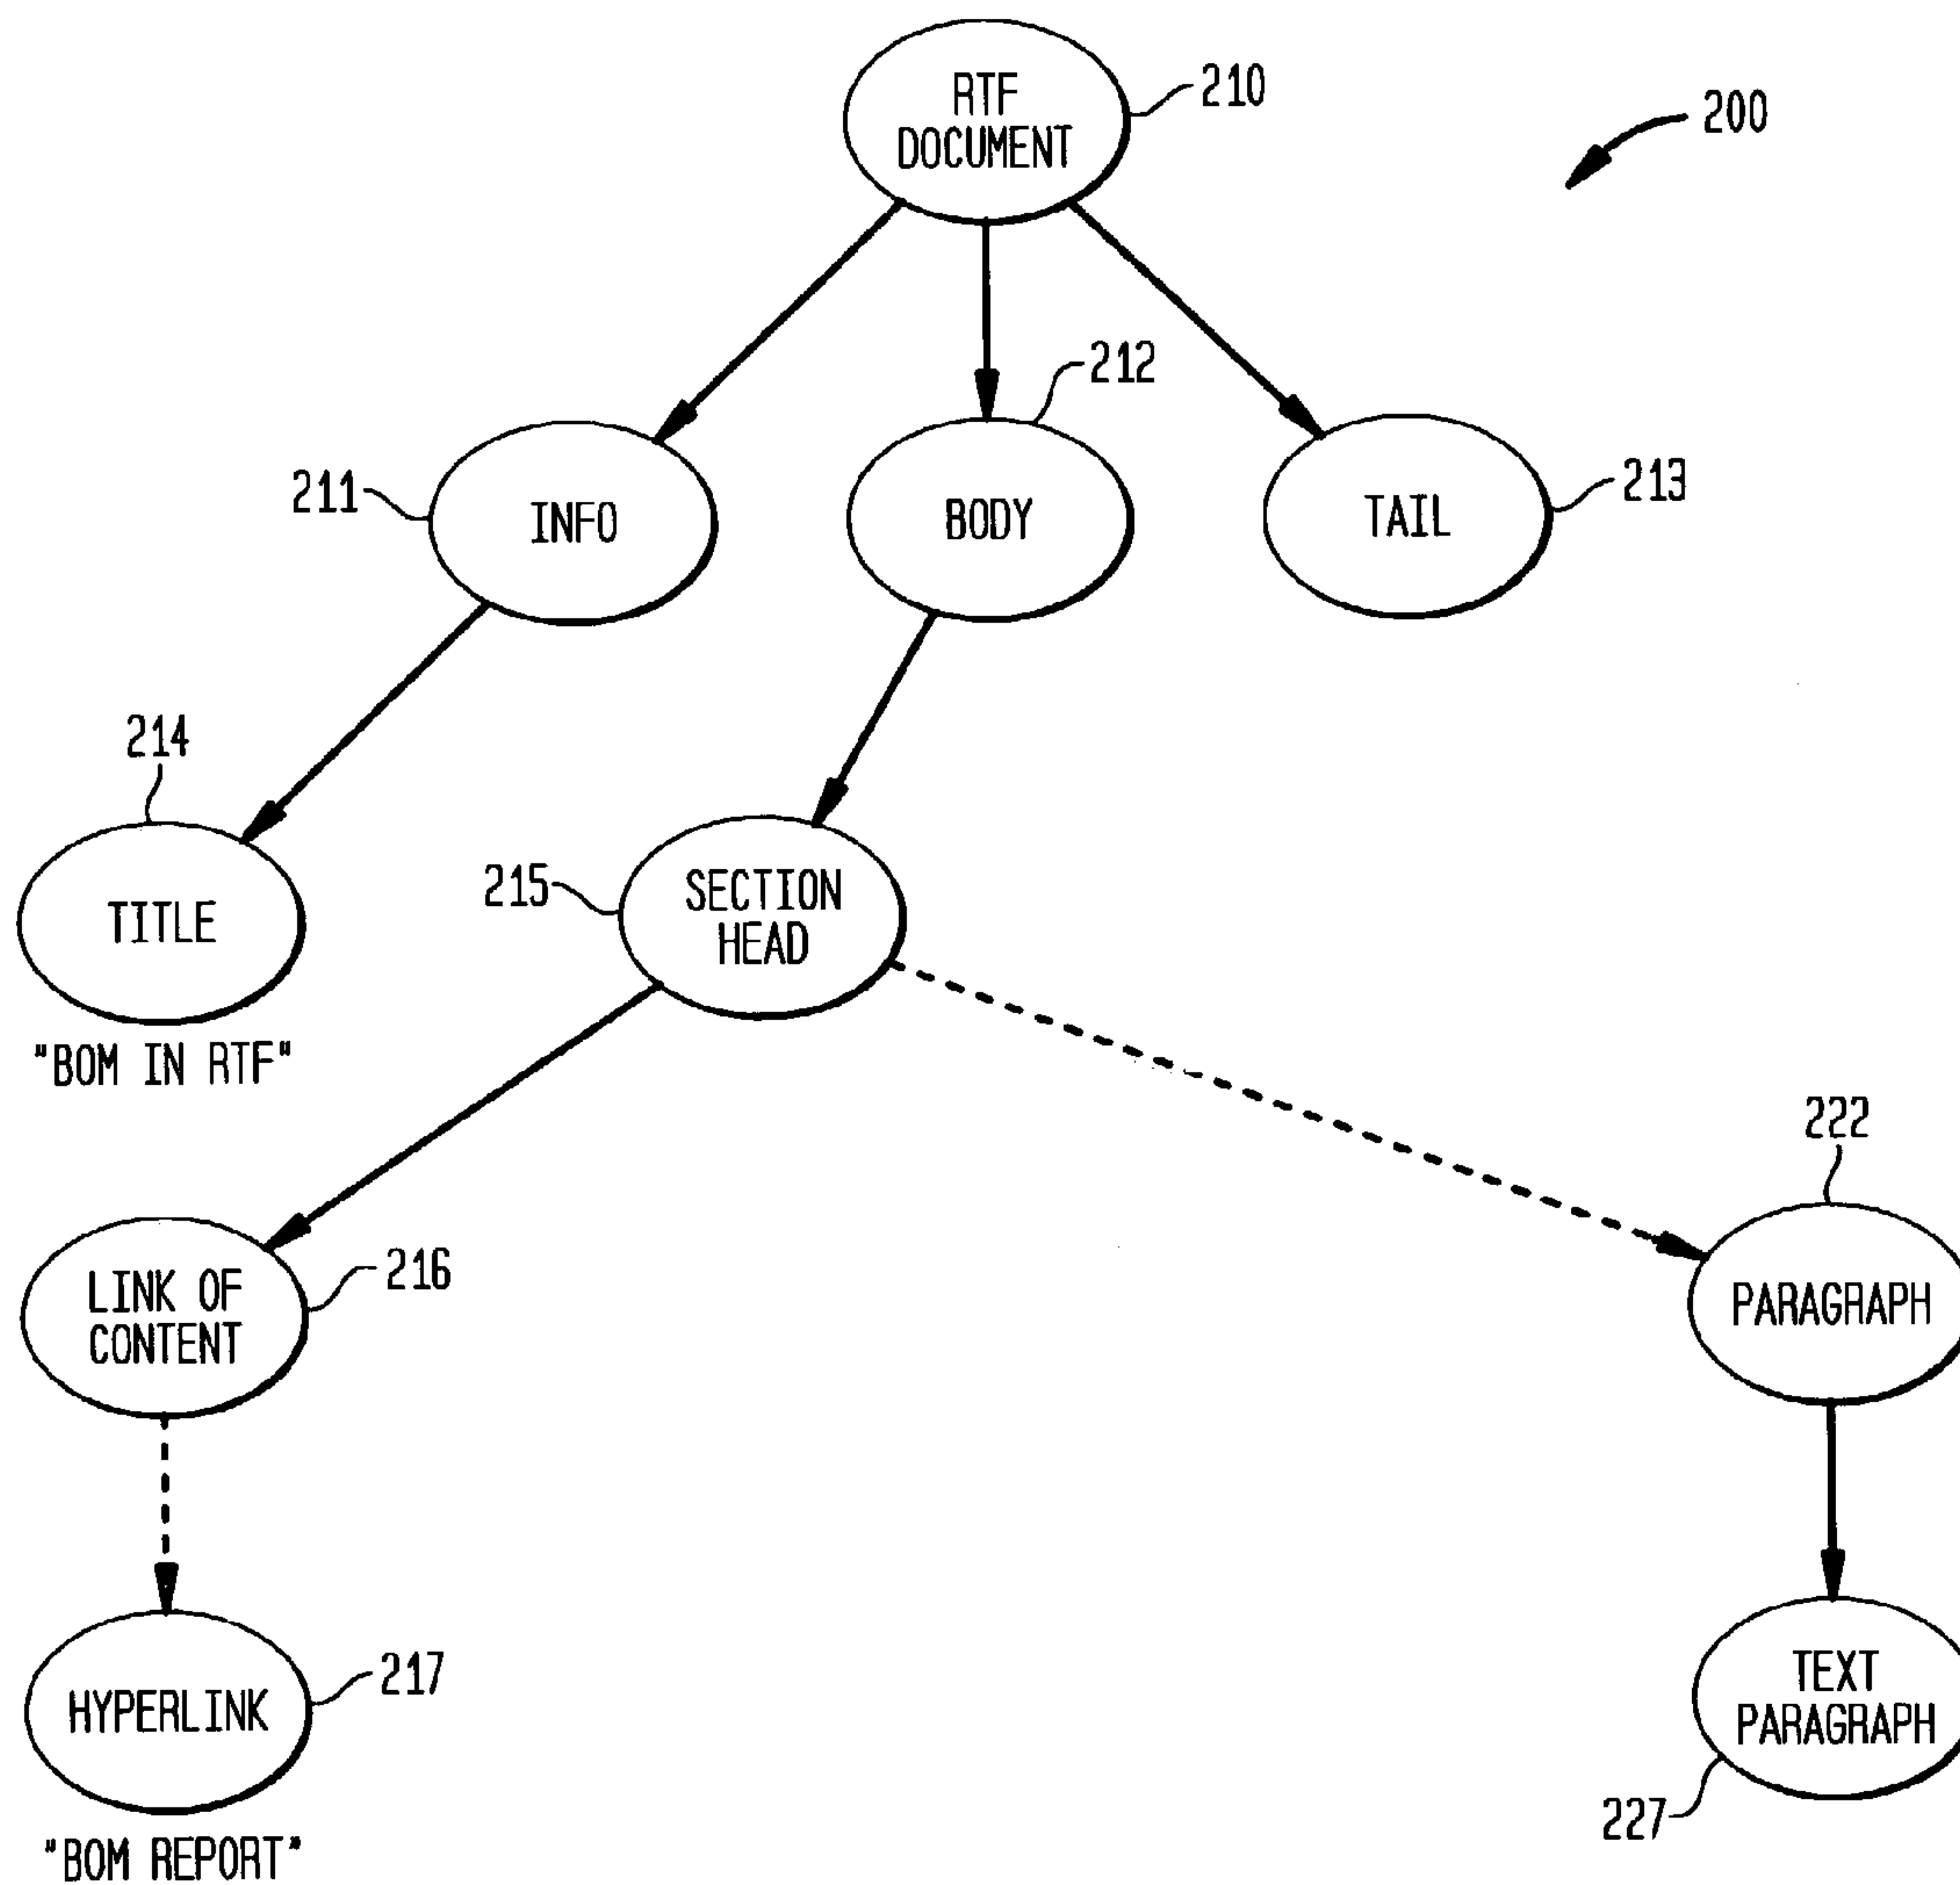 RTF
DOCUMENT
210
200
212
211
INFO
BODY
TAIL
213
214
TITLE
"BOM IN RTF"
215
SECTION
HEAD
222
LINK OF
CONTENT
216
PARAGRAPH
HYPERLINK
217
"BOM REPORT"
TEXT
PARAGRAPH
227